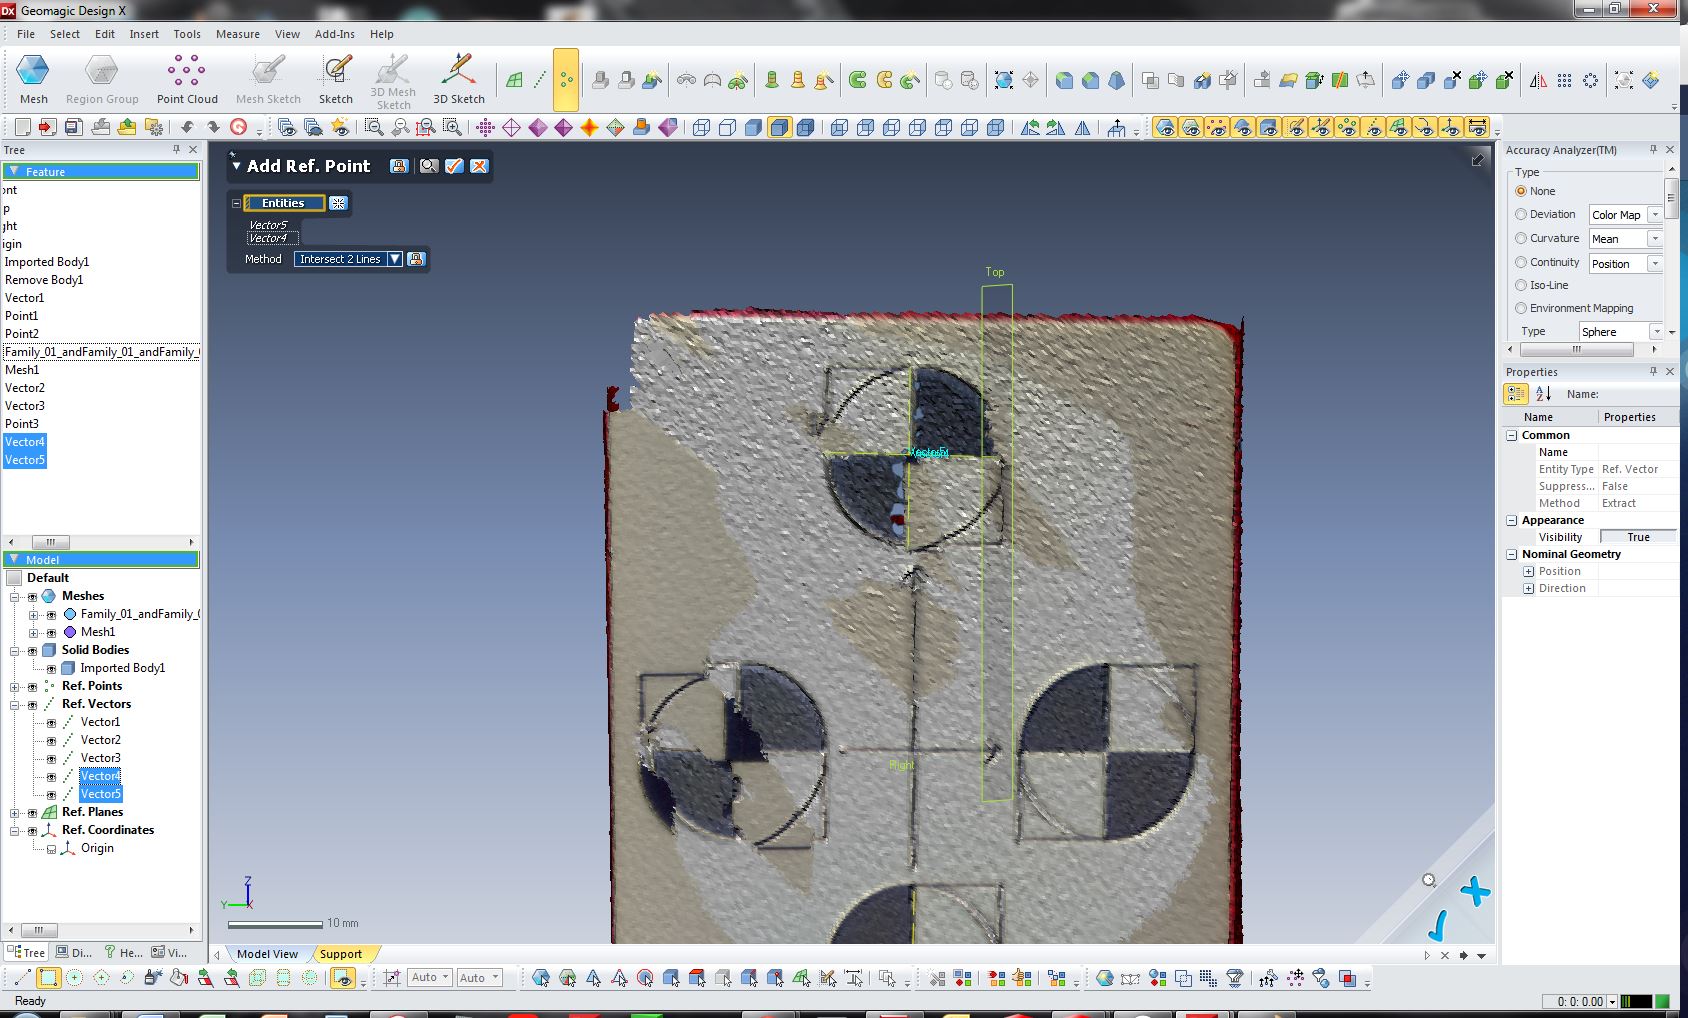 DX Geomagic Design X
File Select Edit Insert Tools Measure View Add-Ins Help
Mesh Region Group Point Cloud Mesh Sketch Sketch 3D Mesh Sketch 3D Sketch
Tree
Feature
ont
p
ght
igin
Imported Body1
Remove Body1
Vector1
Point1
Point2
Family_01_andFamily_01_andFamily_
Mesh1
Vector2
Vector3
Point3
Vector4
Vector5
Model
Default
Meshes
Family_01_andFamily_0
Mesh1
Solid Bodies
Imported Body1
Ref. Points
Ref. Vectors
Vector1
Vector2
Vector3
Vector4
Vector5
Ref. Planes
Ref. Coordinates
Origin
Tree Di... He... Vi...
Add Ref. Point
Entities
Vector5
Vector4
Method Intersect 2 Lines
Top
Right
Z
Y X
10 mm
Model View Support
Accuracy Analyzer(TM)
Type
None
Deviation Color Map
Curvature Mean
Continuity Position
Iso-Line
Environment Mapping
Type Sphere
Properties
Name:
Name Properties
Common
Name
Entity Type Ref. Vector
Suppress... False
Method Extract
Appearance
Visibility True
Nominal Geometry
Position
Direction
Auto Auto
Ready
0: 0: 0.00